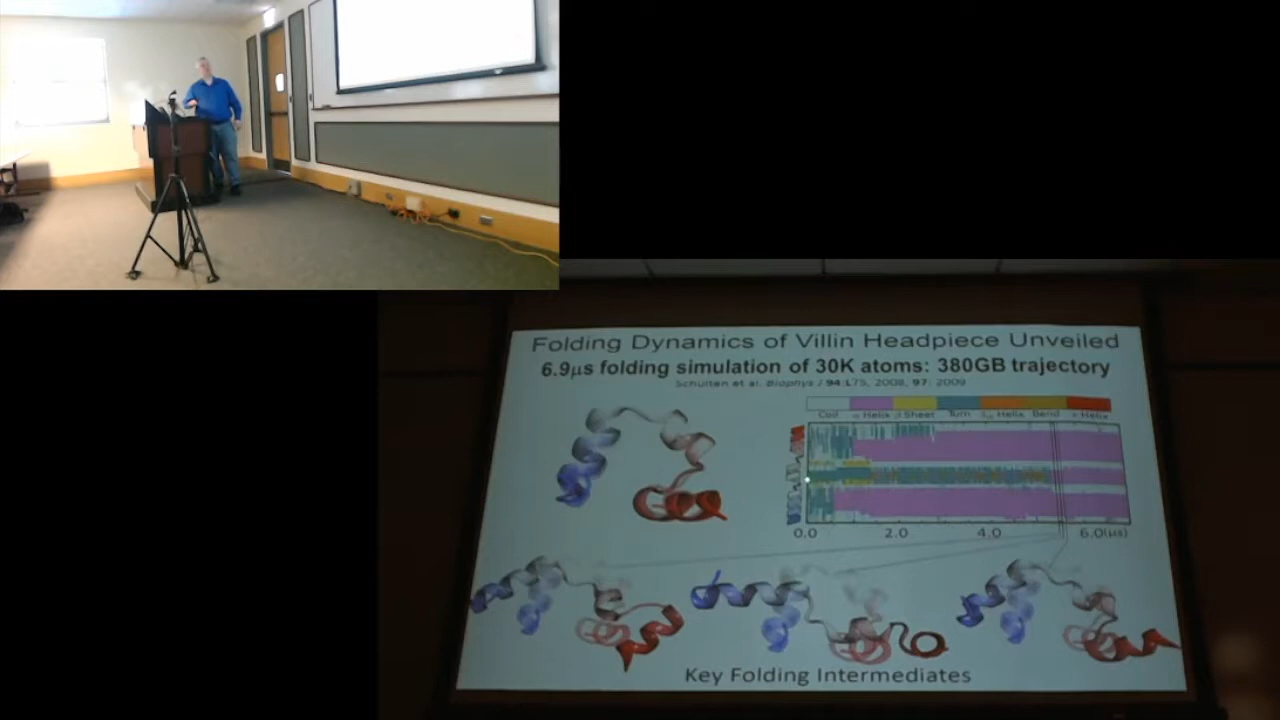 Folding Dynamics of Villin Headpiece Unveiled
6.9μs folding simulation of 30K atoms: 380GB trajectory
Schulten et al. Biophys J 94:L75, 2008, 97: 2009
Coil α Helix β Sheet Turn Helix Bend Helix
0.0 2.0 4.0 6.0(μs)
Key Folding Intermediates